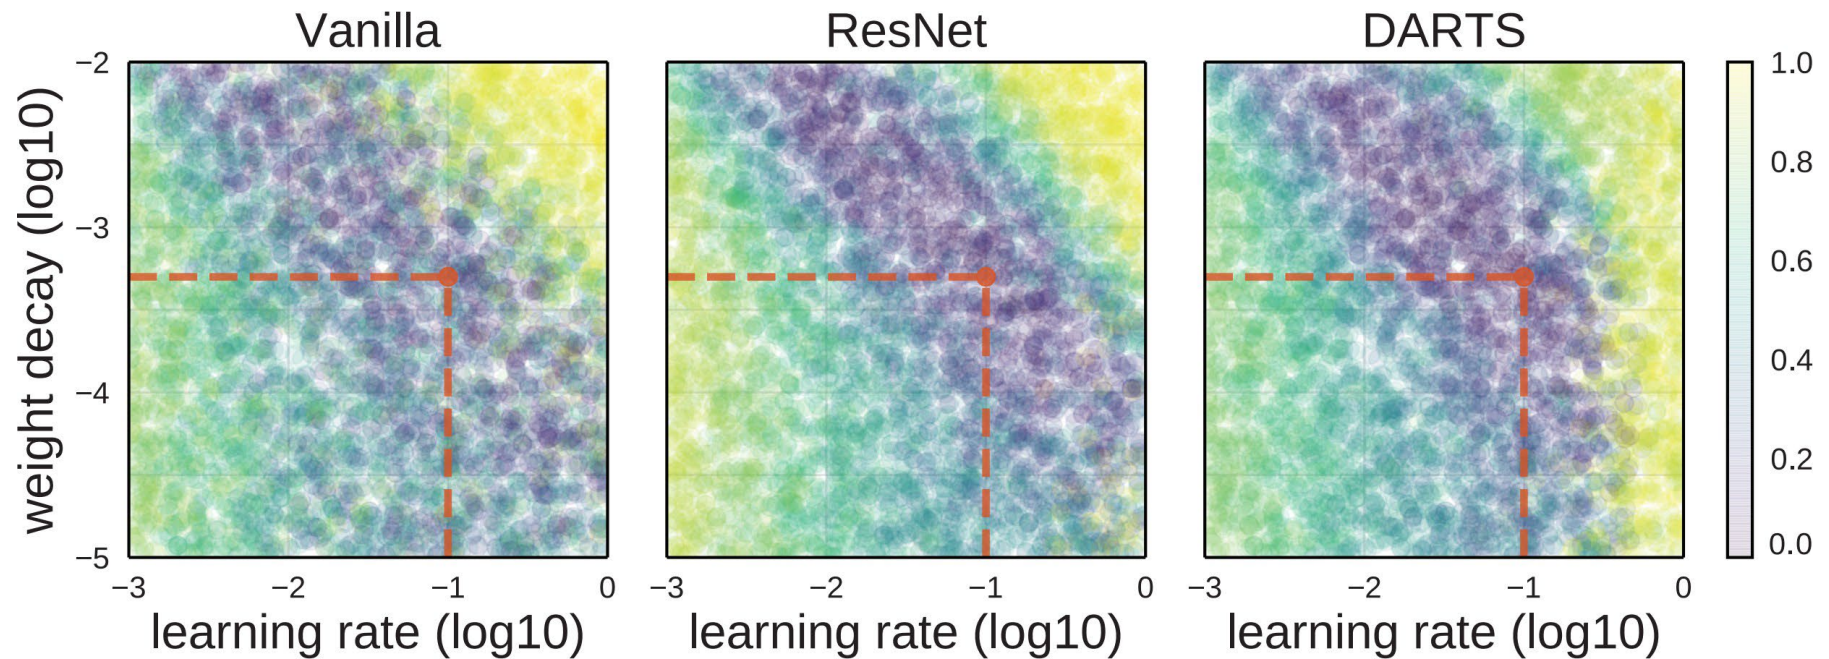 Vanilla ResNet DARTS
weight decay (log10)
−2
−3
−4
−5
−3 −2 −1 0
−3 −2 −1 0
−3 −2 −1 0
learning rate (log10) learning rate (log10) learning rate (log10)
1.0
0.8
0.6
0.4
0.2
0.0